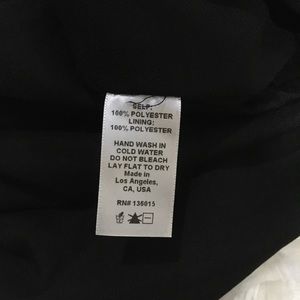 SELF:
100% POLYESTER
LINING:
100% POLYESTER
HAND WASH IN
COLD WATER
DO NOT BLEACH
LAY FLAT TO DRY
Made in
Los Angeles,
CA, USA
RN# 136015